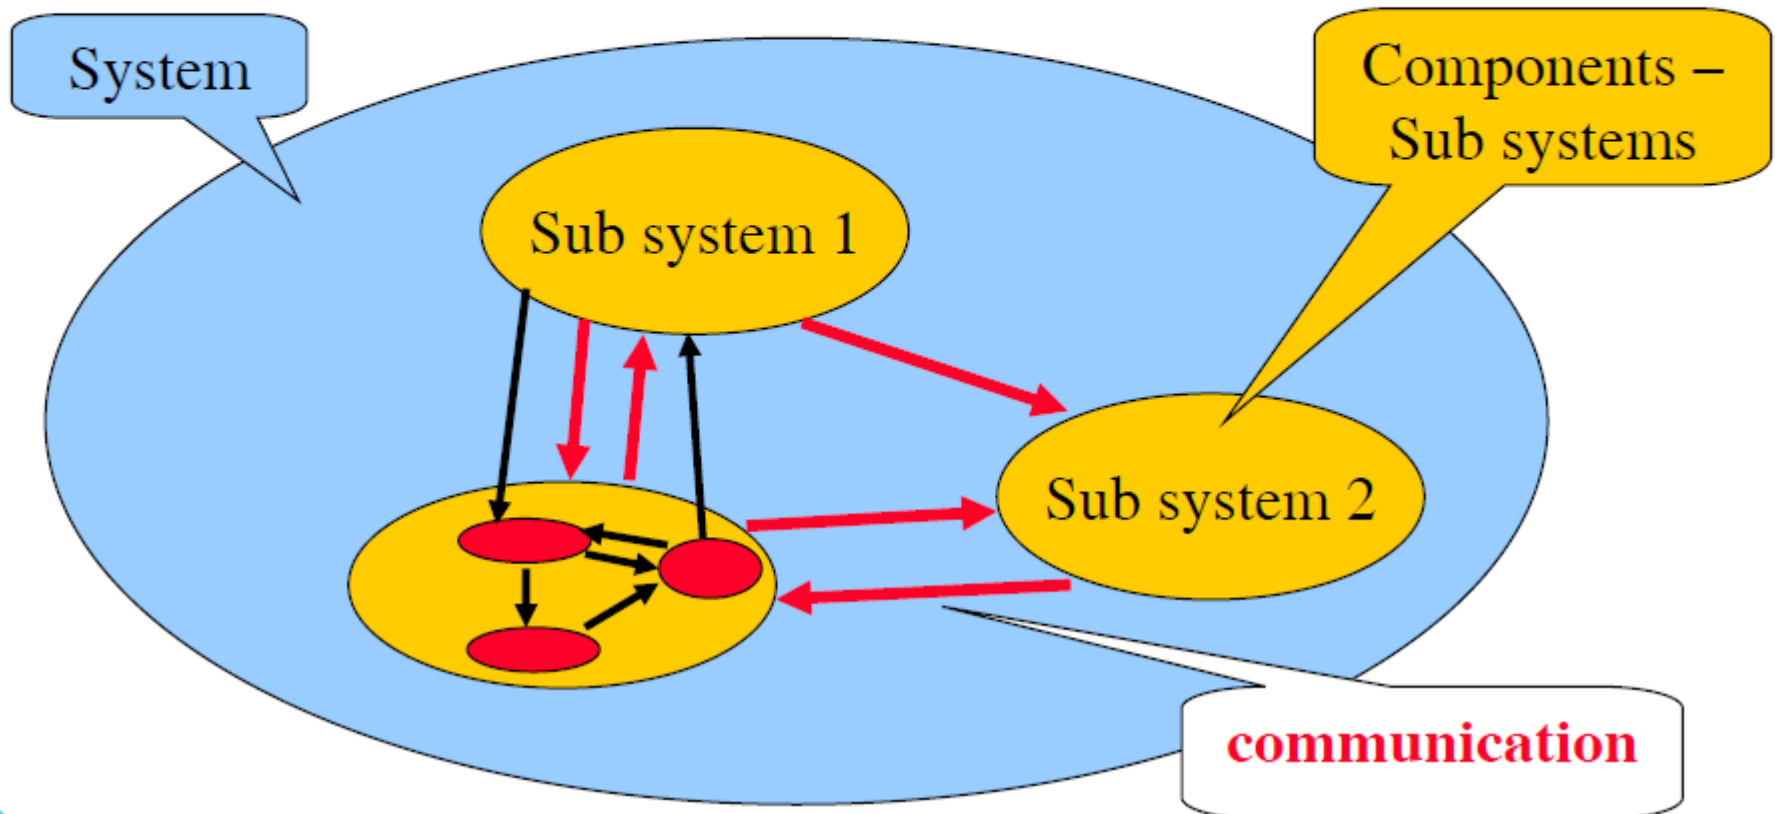 System
Components –
Sub systems
Sub system 1
Sub system 2
communication